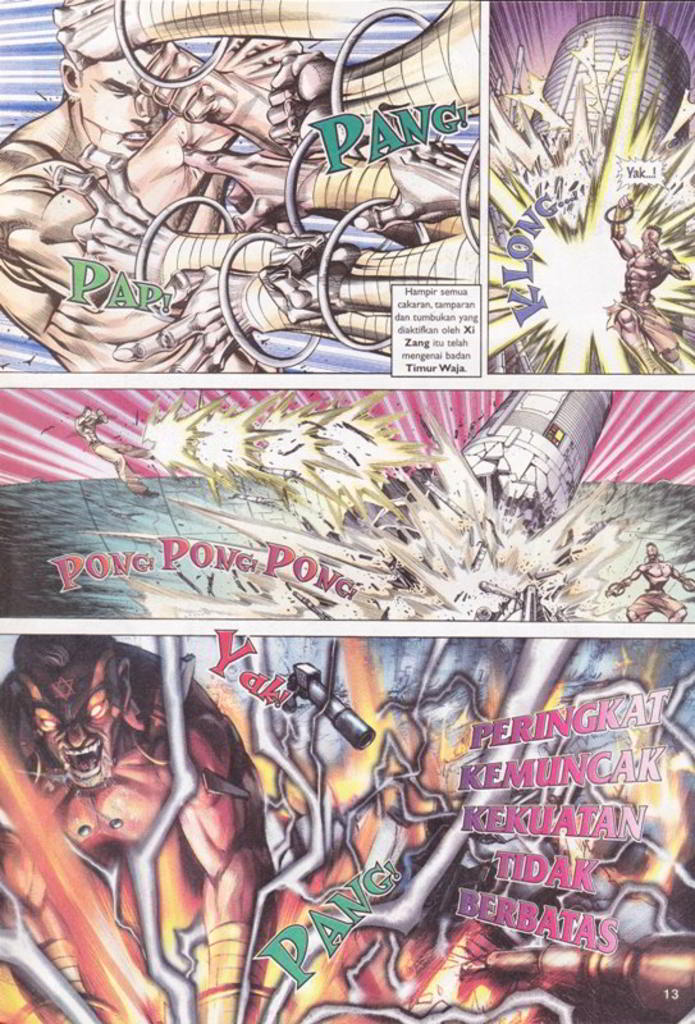 PANG!
PAP!
Hampir semua
cakaran, tamparan
dan tumbukan yang
diaktifkan oleh Xi
Zang itu telah
mengenai badan
Timur Waja.
Yak...!
LYLONG...
PONG! PONG! PONG!
Yak!!
PERINGKAT
KEMUNCAK
KEKUATAN
TIDAK
BERBATAS
PANG!
13